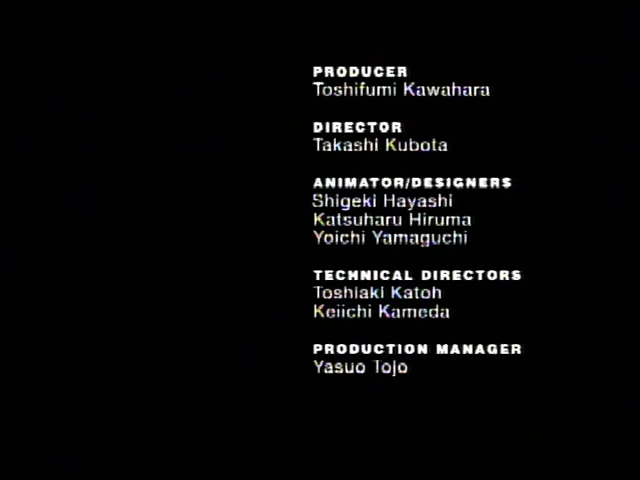 PRODUCER
Toshifumi Kawahara
DIRECTOR
Takashi Kubota
ANIMATOR/DESIGNERS
Shigeki Hayashi
Katsuharu Hiruma
Yoichi Yamaguchi
TECHNICAL DIRECTORS
Toshiaki Katoh
Keiichi Kameda
PRODUCTION MANAGER
Yasuo Tojo